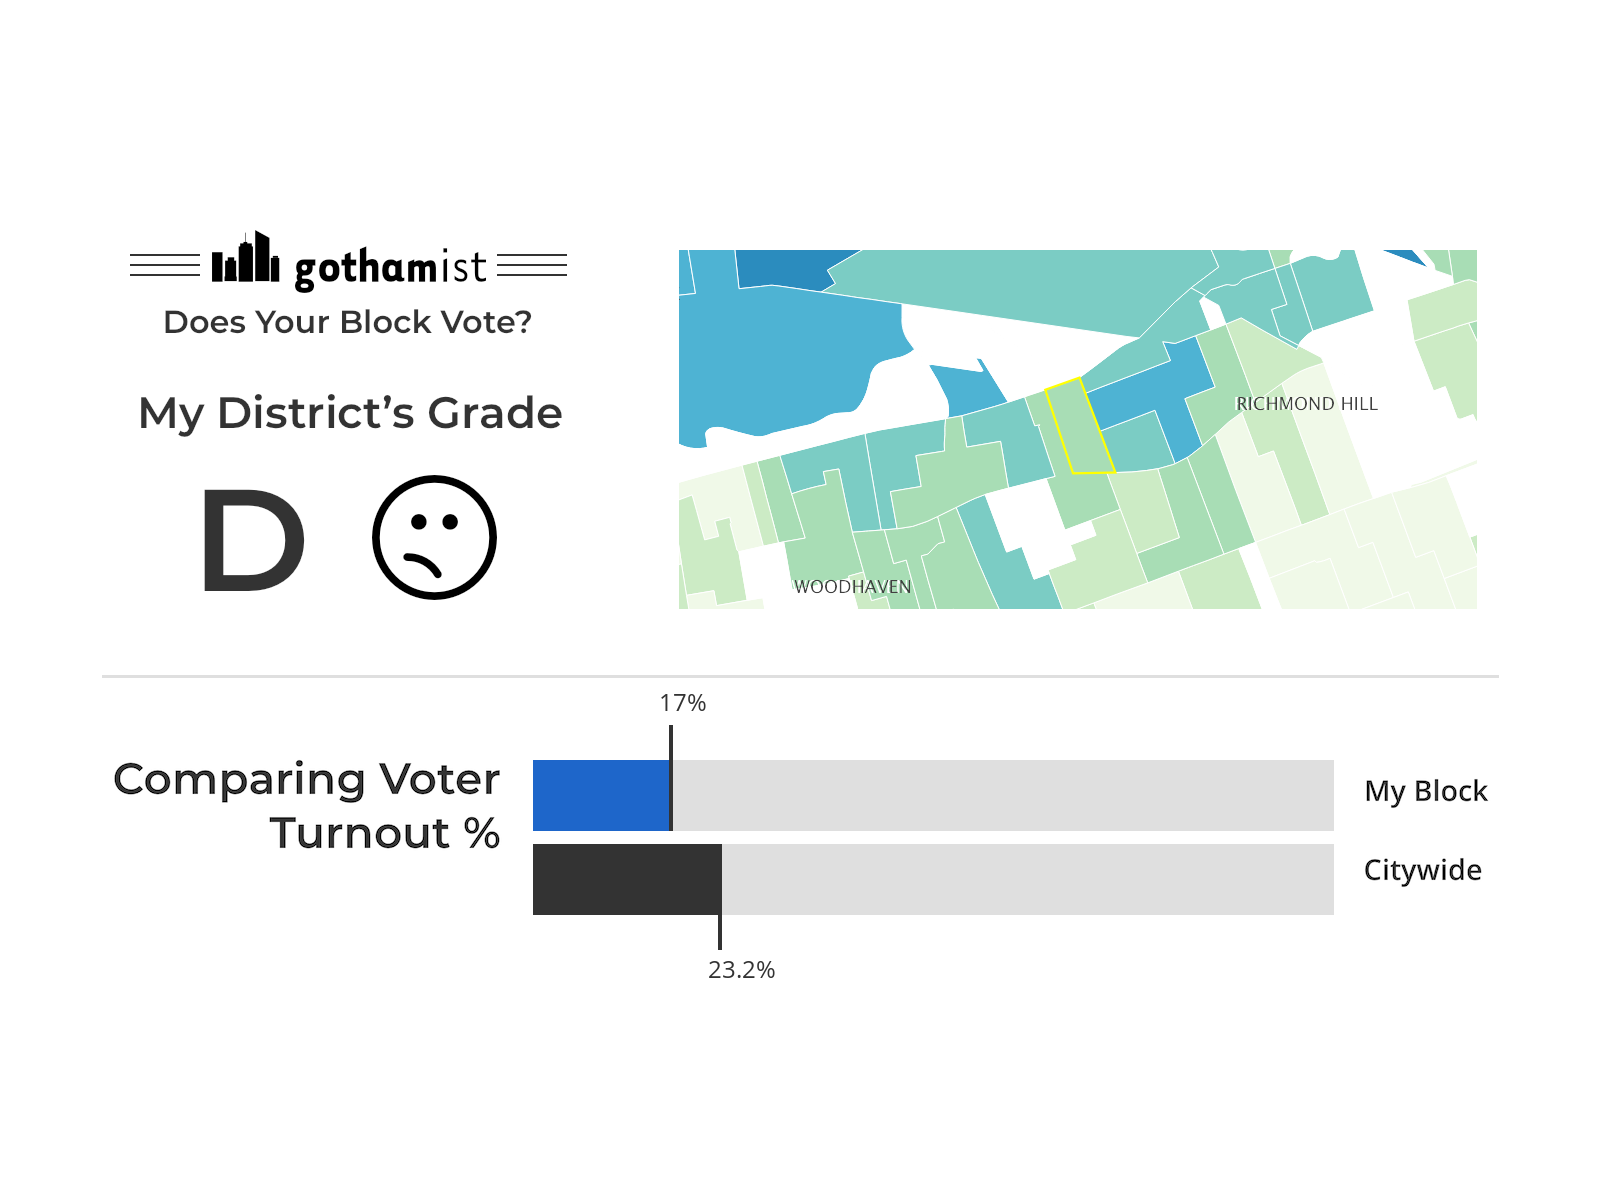 gothamist
Does Your Block Vote?
My District's Grade
D
RICHMOND HILL
WOODHAVEN
17%
Comparing Voter
Turnout %
My Block
Citywide
23.2%